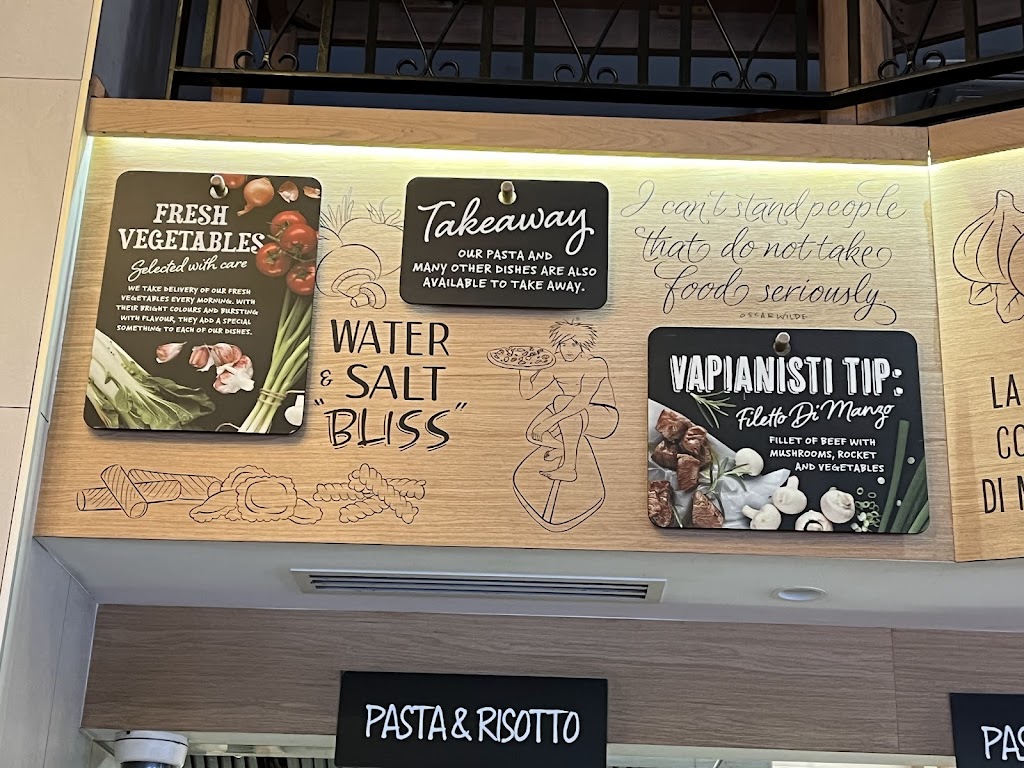 FRESH
VEGETABLES
Selected with care
WE TAKE DELIVERY OF OUR FRESH
VEGETABLES EVERY MORNING. WITH
THEIR BRIGHT COLOURS AND BURSTING
WITH FLAVOUR, THEY ADD A SPECIAL
SOMETHING TO EACH OF OUR DISHES.
Takeaway
OUR PASTA AND
MANY OTHER DISHES ARE ALSO
AVAILABLE TO TAKE AWAY.
I can't stand people
that do not take
food seriously.
OSCAR WILDE
WATER
& SALT
"BLISS"
VAPIANISTI TIP:
Filetto Di Manzo
FILLET OF BEEF WITH
MUSHROOMS, ROCKET
AND VEGETABLES
LA
CO
DI
PASTA & RISOTTO
PAS